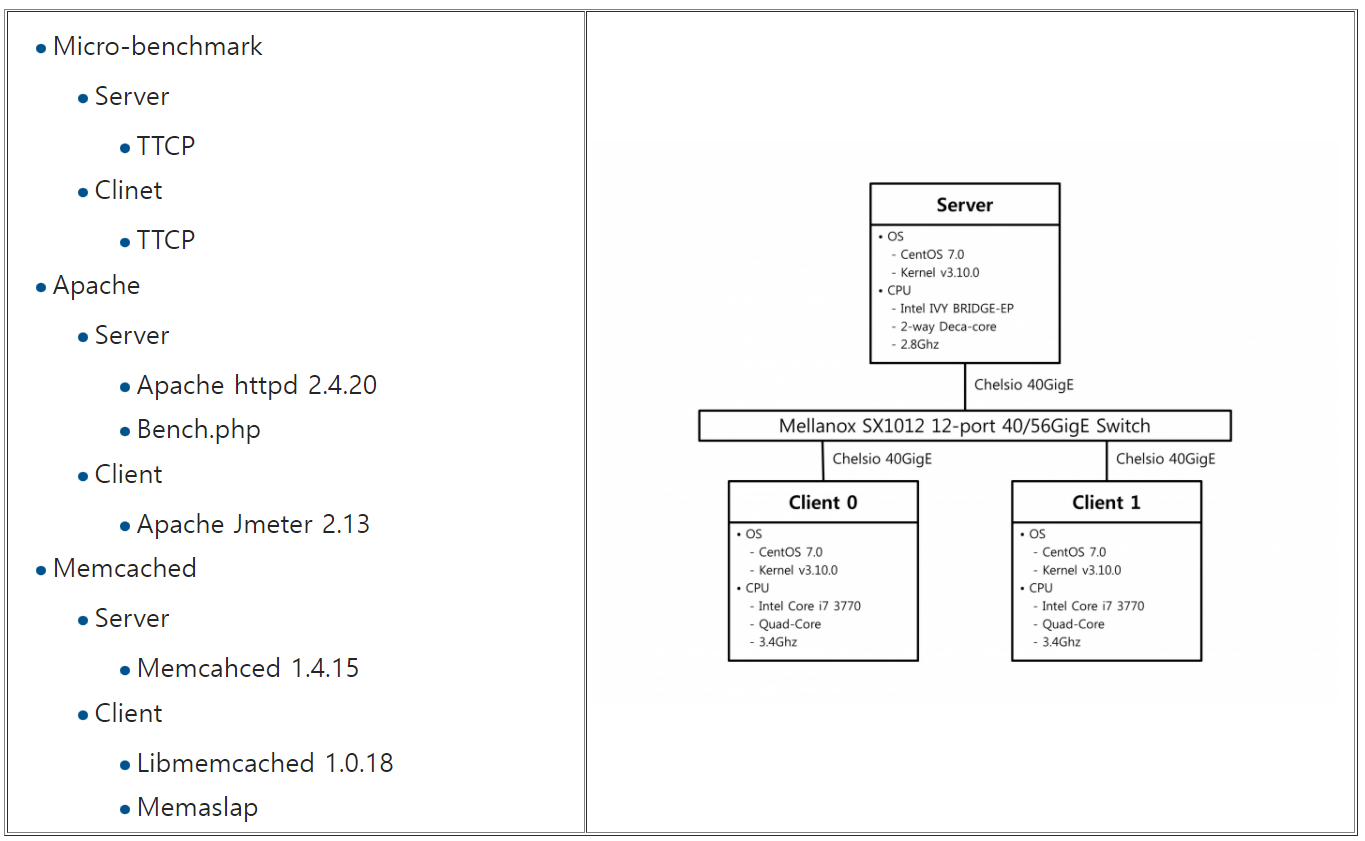 Micro-benchmark
Server
TTCP
Clinet
TTCP
Apache
Server
Apache httpd 2.4.20
Bench.php
Client
Apache Jmeter 2.13
Memcached
Server
Memcahced 1.4.15
Client
Libmemcached 1.0.18
Memaslap
Server
• OS
- CentOS 7.0
- Kernel v3.10.0
• CPU
- Intel IVY BRIDGE-EP
- 2-way Deca-core
- 2.8Ghz
Chelsio 40GigE
Mellanox SX1012 12-port 40/56GigE Switch
Chelsio 40GigE
Chelsio 40GigE
Client 0
• OS
- CentOS 7.0
- Kernel v3.10.0
• CPU
- Intel Core i7 3770
- Quad-Core
- 3.4Ghz
Client 1
• OS
- CentOS 7.0
- Kernel v3.10.0
• CPU
- Intel Core i7 3770
- Quad-Core
- 3.4Ghz